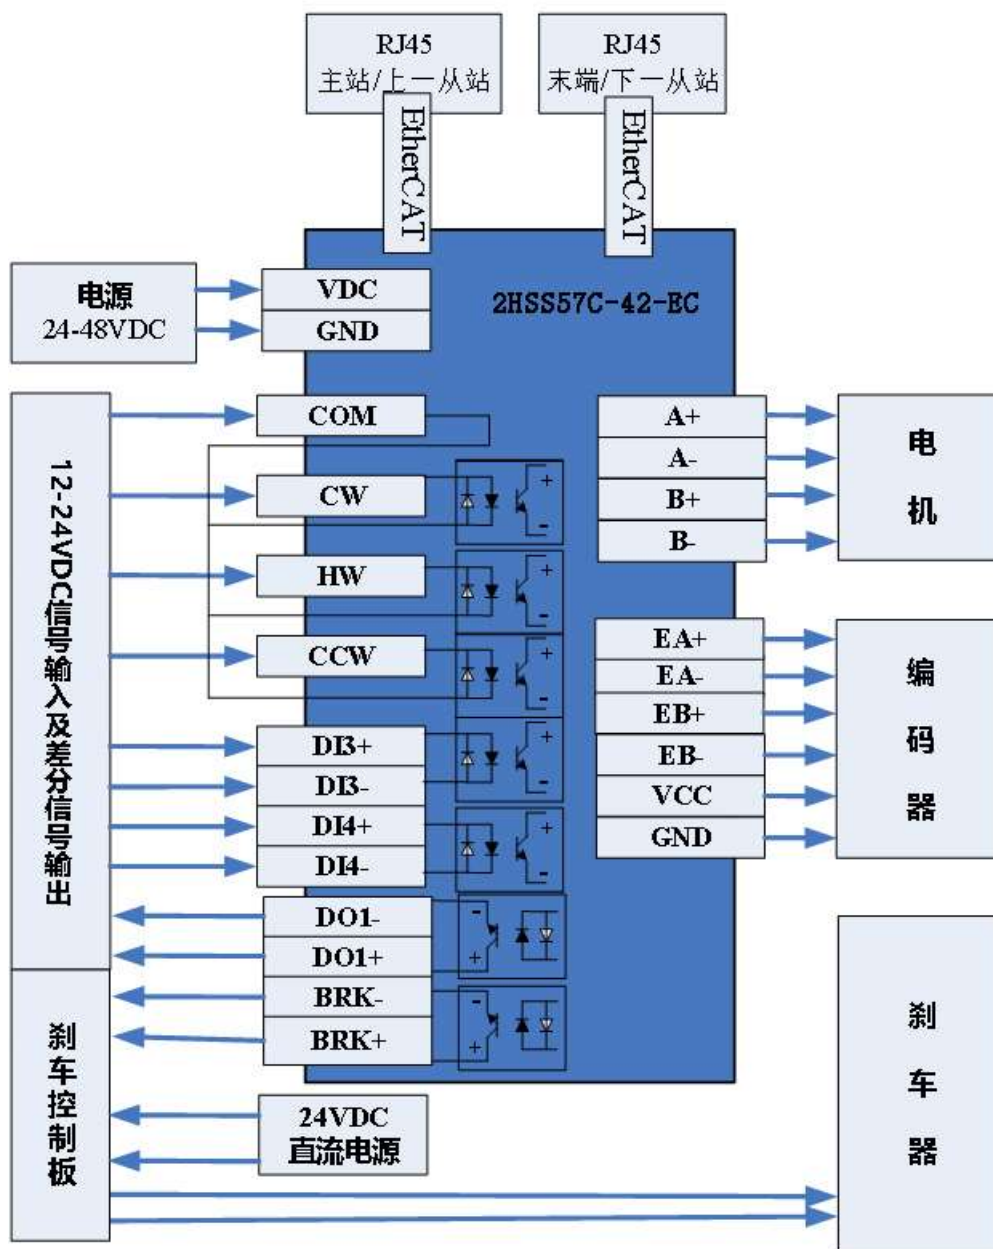 RJ45
主站/上一从站
RJ45
末端/下一从站
EtherCAT
EtherCAT
2HSS57C-42-EC
电源
24-48VDC
VDC
GND
12-24VDC信号输入及差分信号输出
COM
CW
HW
CCW
DI3+
DI3-
DI4+
DI4-
DO1-
DO1+
BRK-
BRK+
+
-
+
-
+
-
+
-
+
-
-
+
-
+
A+
A-
B+
B-
电机
EA+
EA-
EB+
EB-
VCC
GND
编码器
刹车控制板
24VDC
直流电源
刹车器